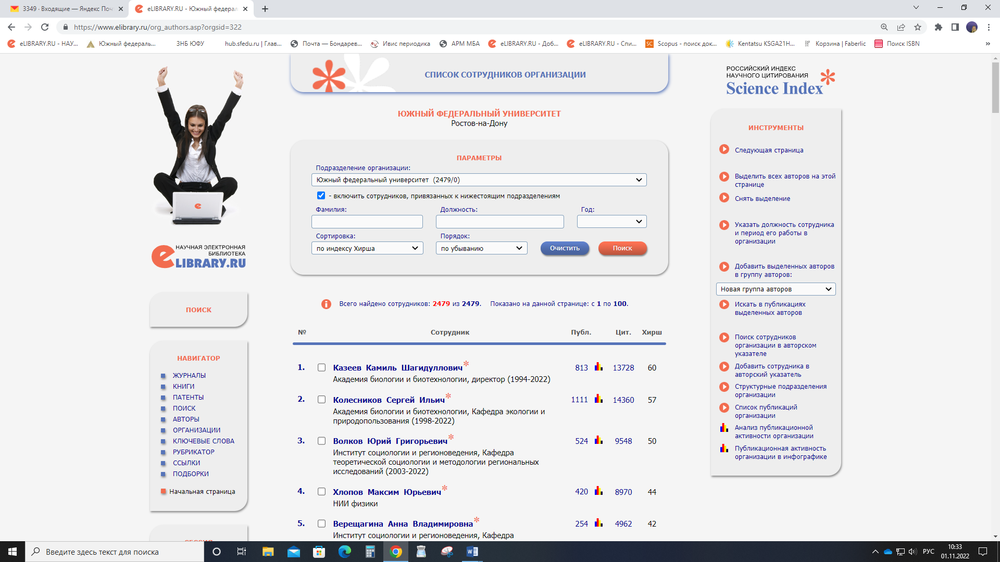 3349 · Входящие — Яндекс Поч
eLIBRARY.RU - Южный федерал
https://www.elibrary.ru/org_authors.asp?orgsid=322
eLIBRARY.RU - НАУ...
Южный федераль...
ЗНБ ЮФУ
hub.sfedu.ru | Глав...
Почта — Бондарев...
Ивис периодика
АРМ МБА
eLIBRARY.RU - Доб...
eLIBRARY.RU - Спи...
SC Scopus - поиск док...
Kentatsu KSGA21H...
Корзина | Faberlic
Поиск ISBN
»
НАУЧНАЯ ЭЛЕКТРОННАЯ
БИБЛИОТЕКА
eLIBRARY.RU
ПОИСК
НАВИГАТОР
ЖУРНАЛЫ
КНИГИ
ПАТЕНТЫ
ПОИСК
АВТОРЫ
ОРГАНИЗАЦИИ
КЛЮЧЕВЫЕ СЛОВА
РУБРИКАТОР
ССЫЛКИ
ПОДБОРКИ
Начальная страница
СПИСОК СОТРУДНИКОВ ОРГАНИЗАЦИИ
ЮЖНЫЙ ФЕДЕРАЛЬНЫЙ УНИВЕРСИТЕТ
Ростов-на-Дону
ПАРАМЕТРЫ
Подразделение организации:
Южный федеральный университет (2479/0)
- включить сотрудников, привязанных к нижестоящим подразделениям
Фамилия: Должность: Год:
Сортировка: Порядок:
по индексу Хирша по убыванию Очистить Поиск
Всего найдено сотрудников: 2479 из 2479. Показано на данной странице: с 1 по 100.
№ Сотрудник Публ. Цит. Хирш
1. Казеев Камиль Шагидуллович* 813 13728 60
Академия биологии и биотехнологии, директор (1994-2022)
2. Колесников Сергей Ильич* 1111 14360 57
Академия биологии и биотехнологии, Кафедра экологии и
природопользования (1998-2022)
3. Волков Юрий Григорьевич* 524 9548 50
Институт социологии и регионоведения, Кафедра
теоретической социологии и методологии региональных
исследований (2003-2022)
4. Хлопов Максим Юрьевич* 420 8970 44
НИИ физики
5. Верещагина Анна Владимировна* 254 4962 42
Институт социологии и регионоведения, Кафедра
РОССИЙСКИЙ ИНДЕКС
НАУЧНОГО ЦИТИРОВАНИЯ
Science Index
ИНСТРУМЕНТЫ
Следующая страница
Выделить всех авторов на этой
странице
Снять выделение
Указать должность сотрудника
и период его работы в
организации
Добавить выделенных авторов
в группу авторов:
Новая группа авторов
Искать в публикациях
выделенных авторов
Поиск сотрудников
организации в авторском
указателе
Добавить сотрудника в
авторский указатель
Структурные подразделения
организации
Список публикаций
организации
Анализ публикационной
активности организации
Публикационная активность
организации в инфографике
Введите здесь текст для поиска
РУС
10:33
01.11.2022